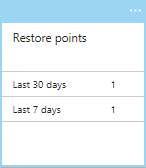 Restore points
Last 30 days 1
Last 7 days 1